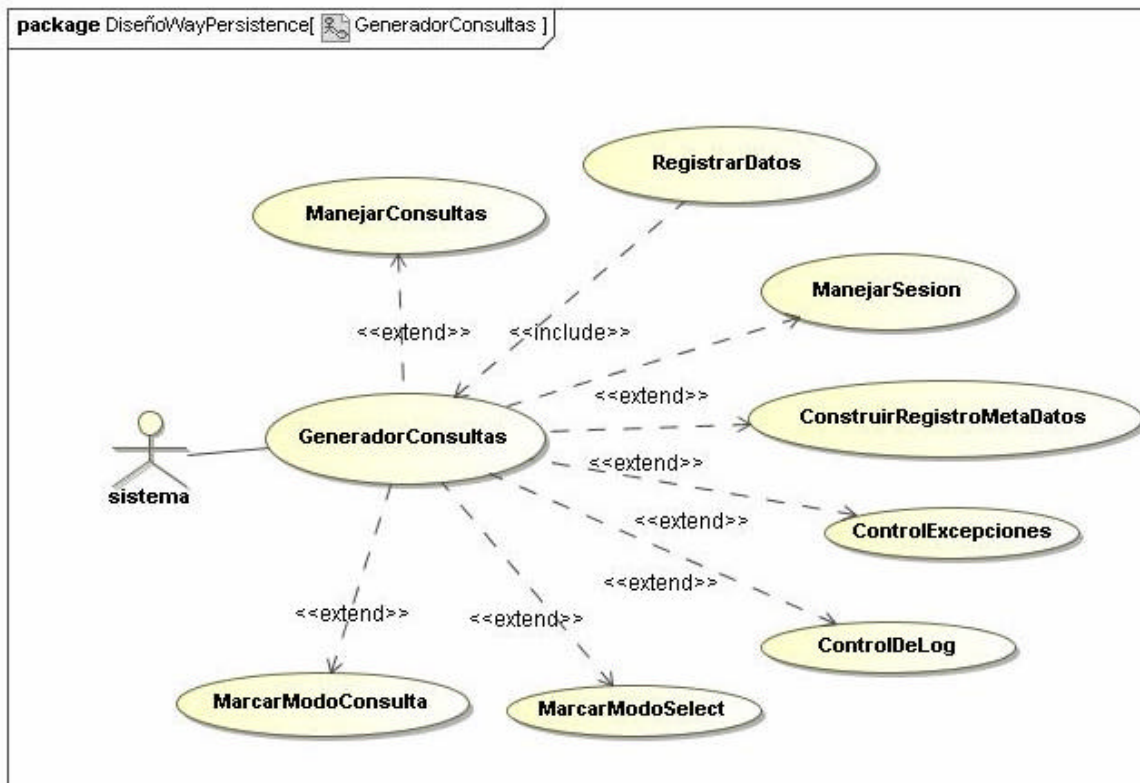 package DiseñoWayPersistence[ GeneradorConsultas ]
RegistrarDatos
ManejarConsultas
ManejarSesion
<<extend>>
<<include>>
<<extend>>
ConstruirRegistroMetaDatos
GeneradorConsultas
<<extend>>
sistema
<<extend>>
ControlExcepciones
<<extend>>
<<extend>>
<<extend>>
ControlDeLog
MarcarModoConsulta
MarcarModoSelect